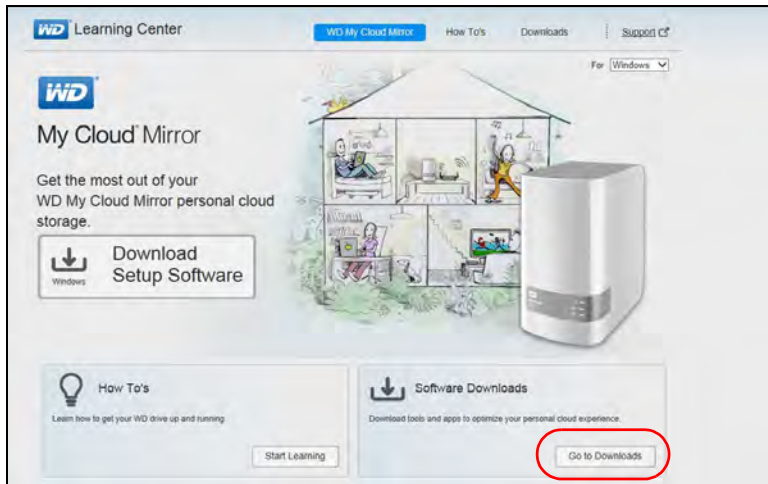 WD Learning Center
WD My Cloud Mirror
How To's
Downloads
Support
For Windows
WD
My Cloud Mirror
Get the most out of your
WD My Cloud Mirror personal cloud
storage.
Download
Setup Software
Windows
How To's
Learn how to get your WD drive up and running
Start Learning
Software Downloads
Download tools and apps to optimize your personal cloud experience.
Go to Downloads